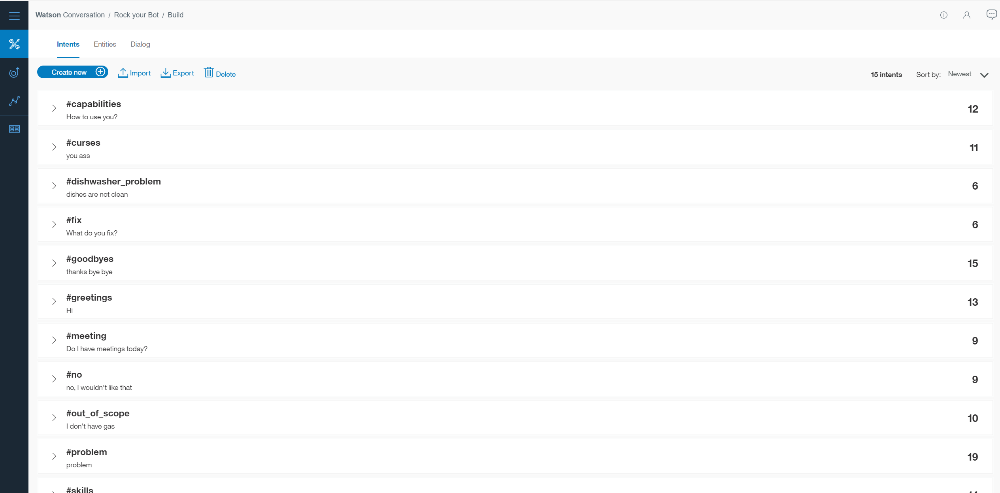 Watson Conversation / Rock your Bot / Build
Intents Entities Dialog
Create new Import Export Delete 15 intents Sort by: Newest
#capabilities
How to use you?
12
#curses
you ass
11
#dishwasher_problem
dishes are not clean
6
#fix
What do you fix?
6
#goodbyes
thanks bye bye
15
#greetings
Hi
13
#meeting
Do I have meetings today?
9
#no
no, I wouldn't like that
9
#out_of_scope
I don't have gas
10
#problem
problem
19
#skills